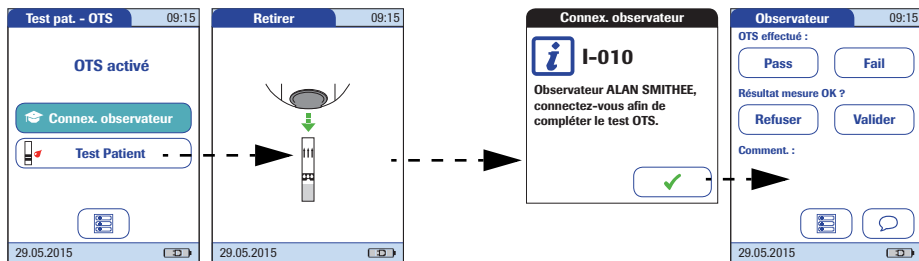 Test pat. - OTS 09:15
OTS activé
Connex. observateur
Test Patient
29.05.2015
Retirer 09:15
29.05.2015
Connex. observateur
I-010
Observateur ALAN SMITHEE,
connectez-vous afin de
compléter le test OTS.
Observateur 09:15
OTS effectué :
Pass Fail
Résultat mesure OK ?
Refuser Valider
Comment. :
29.05.2015